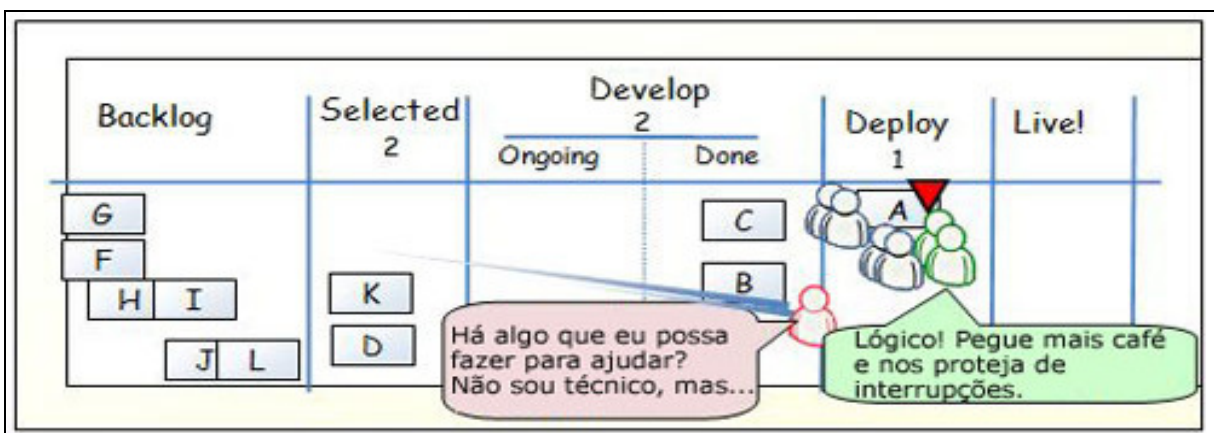 Backlog
Selected
2
Develop
2
Ongoing
Done
Deploy
1
Live!
G
F
H I
J L
K
D
C
B
A
Há algo que eu possa
fazer para ajudar?
Não sou técnico, mas...
Lógico! Pegue mais café
e nos proteja de
interrupções.